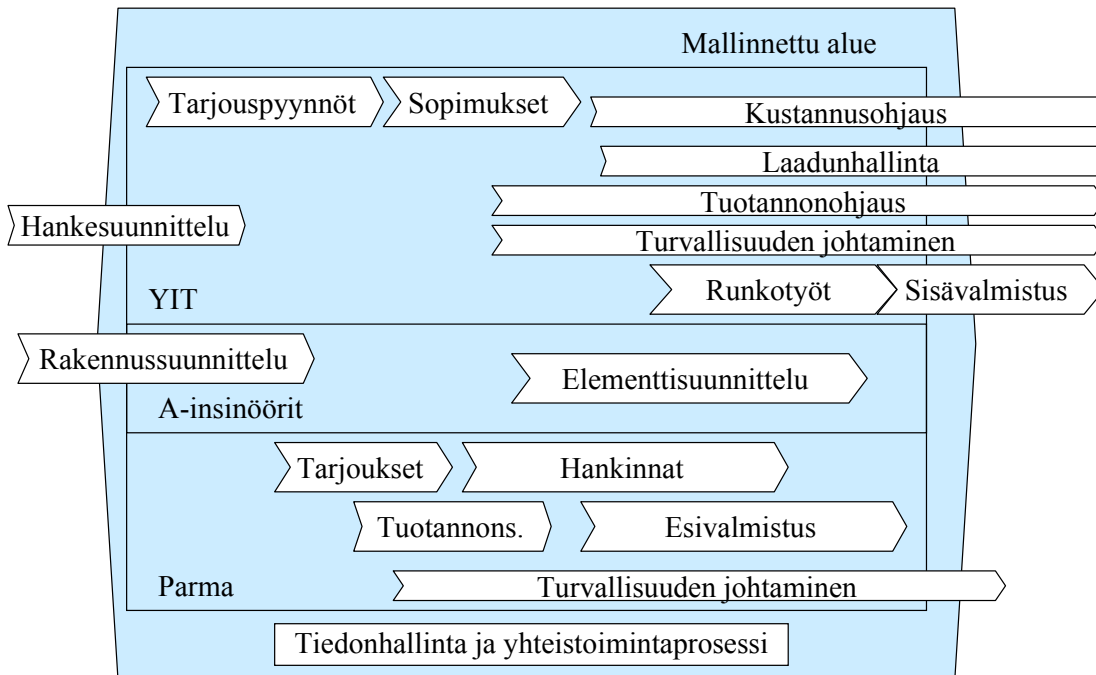 Mallinnettu alue
Tarjouspyynnöt
Sopimukset
Kustannusohjaus
Laadunhallinta
Tuotannonohjaus
Hankesuunnittelu
Turvallisuuden johtaminen
YIT
Runkotyöt
Sisävalmistus
Rakennussuunnittelu
Elementtisuunnittelu
A-insinöörit
Tarjoukset
Hankinnat
Tuotannons.
Esivalmistus
Parma
Turvallisuuden johtaminen
Tiedonhallinta ja yhteistoimintaprosessi